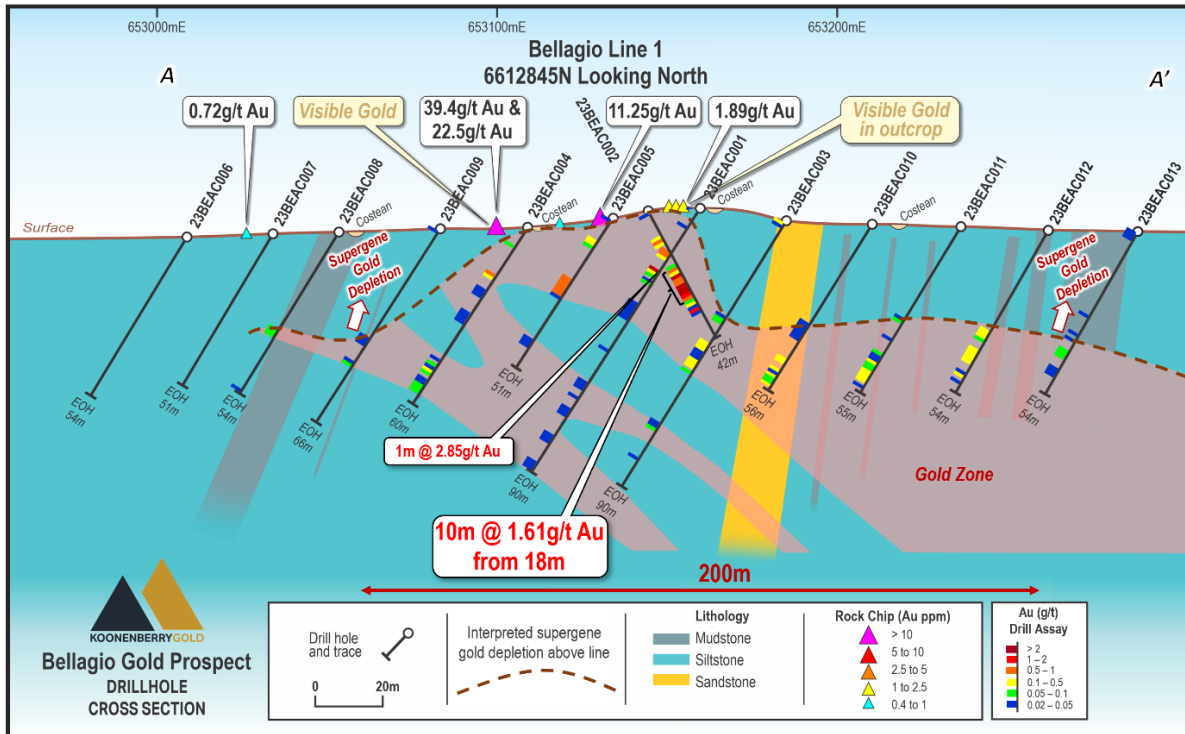 653000mE
653100mE
653200mE
Bellagio Line 1
6612845N Looking North
A
A'
0.72g/t Au
Visible Gold
39.4g/t Au &
22.5g/t Au
11.25g/t Au
1.89g/t Au
Visible Gold
in outcrop
23BEAC006
23BEAC007
23BEAC008
23BEAC009
23BEAC004
23BEAC002
23BEAC005
23BEAC001
23BEAC003
23BEAC010
23BEAC011
23BEAC012
23BEAC013
Costean
Costean
Costean
Costean
Surface
Supergene
Gold
Depletion
Supergene
Gold
Depletion
EOH
54m
EOH
51m
EOH
54m
EOH
66m
EOH
60m
EOH
51m
EOH
90m
EOH
90m
EOH
42m
EOH
56m
EOH
55m
EOH
54m
EOH
54m
1m @ 2.85g/t Au
10m @ 1.61g/t Au
from 18m
Gold Zone
200m
KOONENBERRYGOLD
Bellagio Gold Prospect
DRILLHOLE
CROSS SECTION
Drill hole
and trace
0 20m
Interpreted supergene
gold depletion above line
Lithology
Mudstone
Siltstone
Sandstone
Rock Chip (Au ppm)
> 10
5 to 10
2.5 to 5
1 to 2.5
0.4 to 1
Au (g/t)
Drill Assay
> 2
1 – 2
0.5 – 1
0.1 – 0.5
0.05 – 0.1
0.02 – 0.05